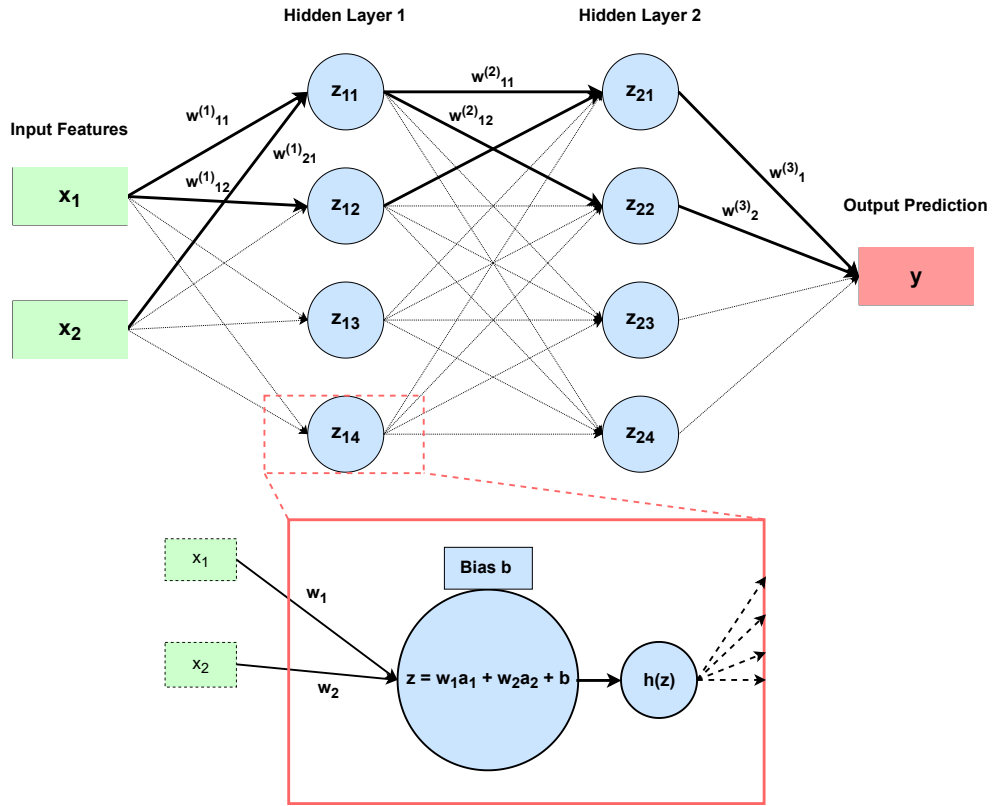 Hidden Layer 1
Hidden Layer 2
Input Features
Output Prediction
x₁
x₂
z₁₁
z₁₂
z₁₃
z₁₄
z₂₁
z₂₂
z₂₃
z₂₄
y
w⁽¹⁾₁₁
w⁽¹⁾₂₁
w⁽¹⁾₁₂
w⁽²⁾₁₁
w⁽²⁾₁₂
w⁽³⁾₁
w⁽³⁾₂
x₁
x₂
w₁
w₂
Bias b
z = w₁a₁ + w₂a₂ + b
h(z)